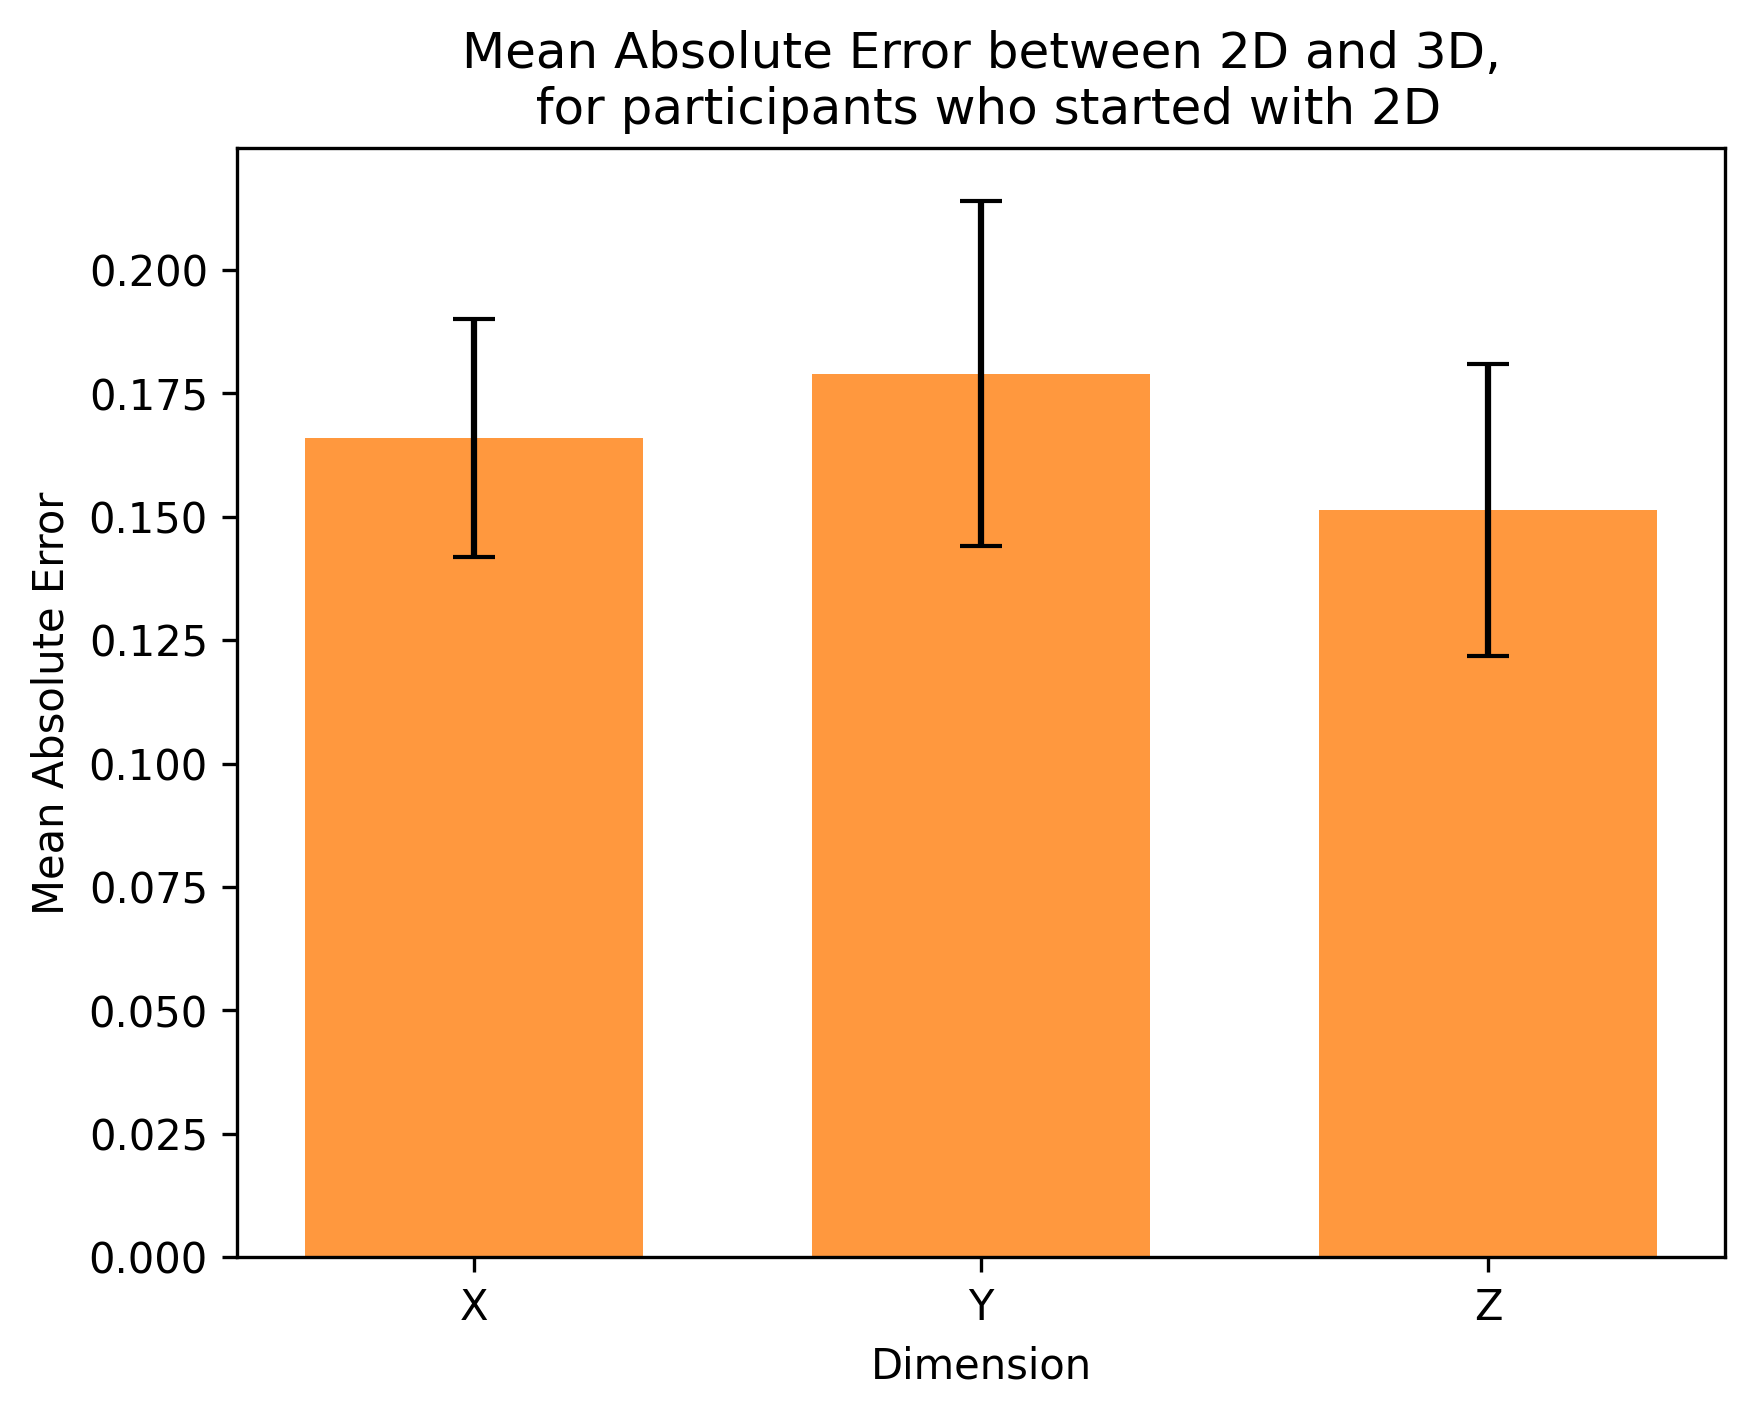 Mean Absolute Error between 2D and 3D,
for participants who started with 2D
Mean Absolute Error
0.200
0.175
0.150
0.125
0.100
0.075
0.050
0.025
0.000
X Y Z
Dimension